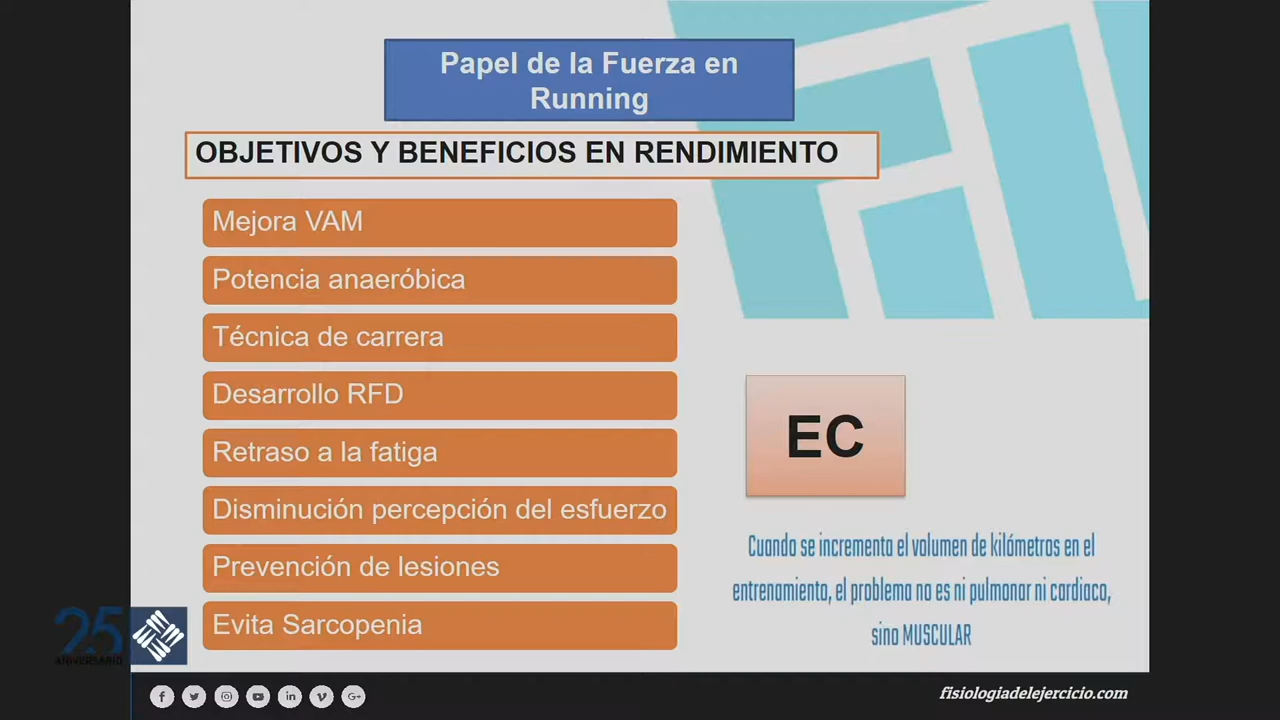 Papel de la Fuerza en
Running
OBJETIVOS Y BENEFICIOS EN RENDIMIENTO
Mejora VAM
Potencia anaeróbica
Técnica de carrera
Desarrollo RFD
Retraso a la fatiga
Disminución percepción del esfuerzo
Prevención de lesiones
Evita Sarcopenia
EC
Cuando se incrementa el volumen de kilómetros en el
entrenamiento, el problema no es ni pulmonar ni cardiaco,
sino MUSCULAR
25
ANIVERSARIO
fisiologiadelejercicio.com